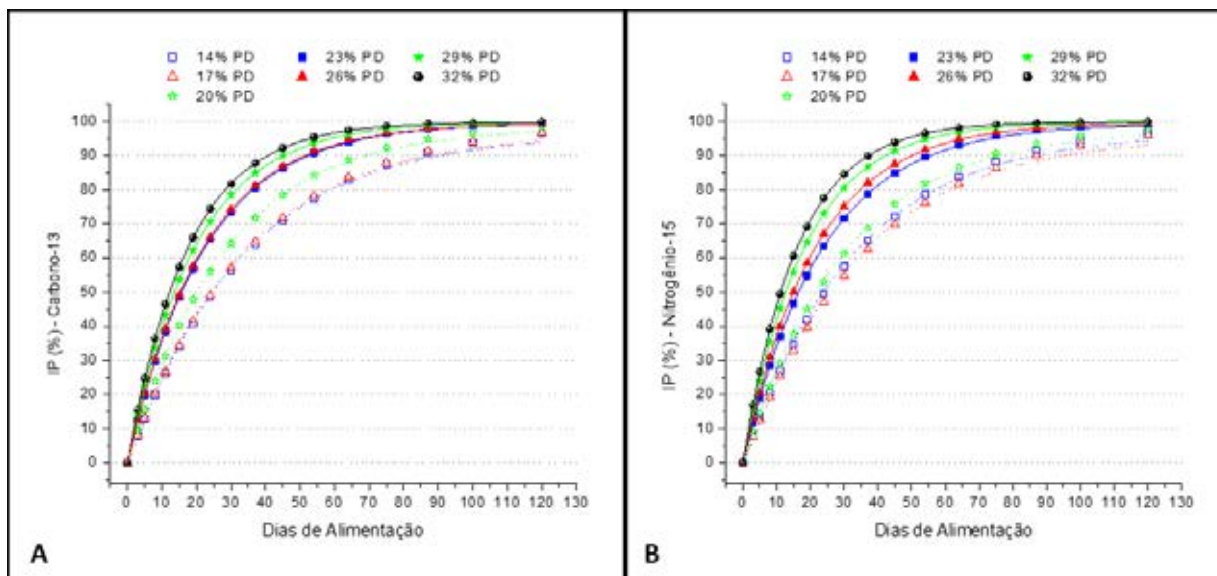 14% PD 23% PD 29% PD
17% PD 26% PD 32% PD
20% PD
IP (%) - Carbono-13
100
90
80
70
60
50
40
30
20
10
0
0 10 20 30 40 50 60 70 80 90 100 110 120 130
Dias de Alimentação
A
14% PD 23% PD 29% PD
17% PD 26% PD 32% PD
20% PD
IP (%) - Nitrogênio-15
100
90
80
70
60
50
40
30
20
10
0
0 10 20 30 40 50 60 70 80 90 100 110 120 130
Dias de Alimentação
B